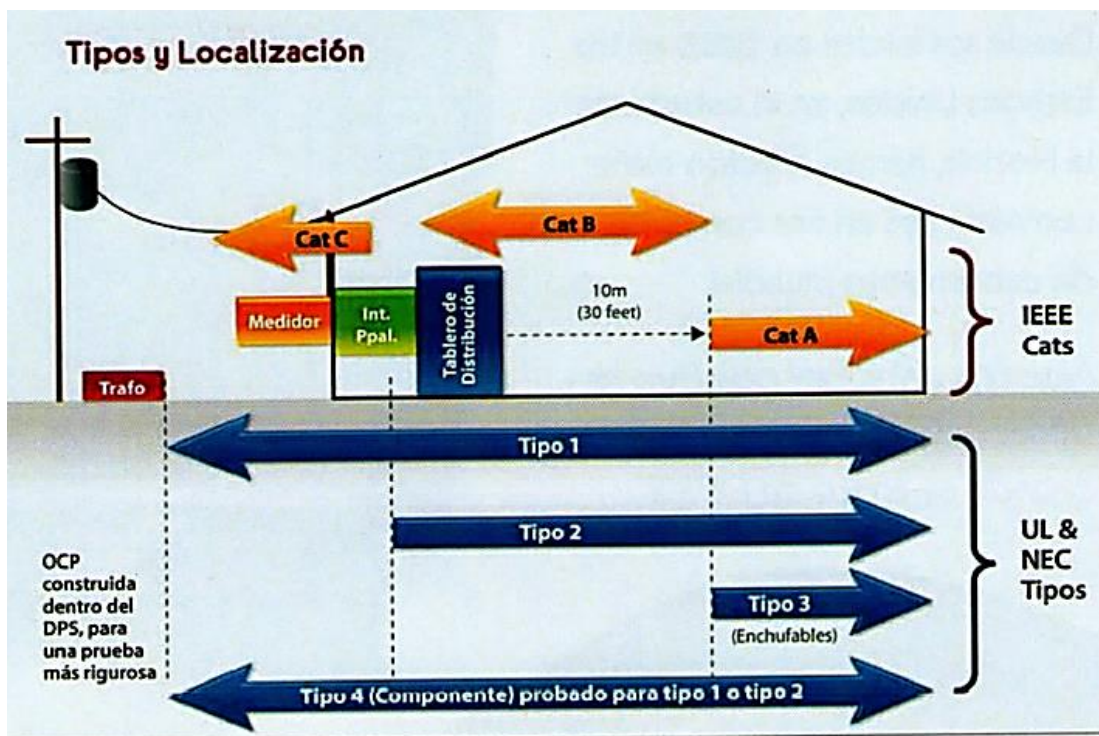 Tipos y Localización
Cat C
Cat B
Medidor
Int.
Ppal.
Tablero de
Distribución
10m
(30 feet)
Cat A
IEEE
Cats
Trafo
Tipo 1
Tipo 2
Tipo 3
(Enchufables)
UL &
NEC
Tipos
OCP
construida
dentro del
DPS, para
una prueba
más rigurosa
Tipo 4 (Componente) probado para tipo 1 o tipo 2